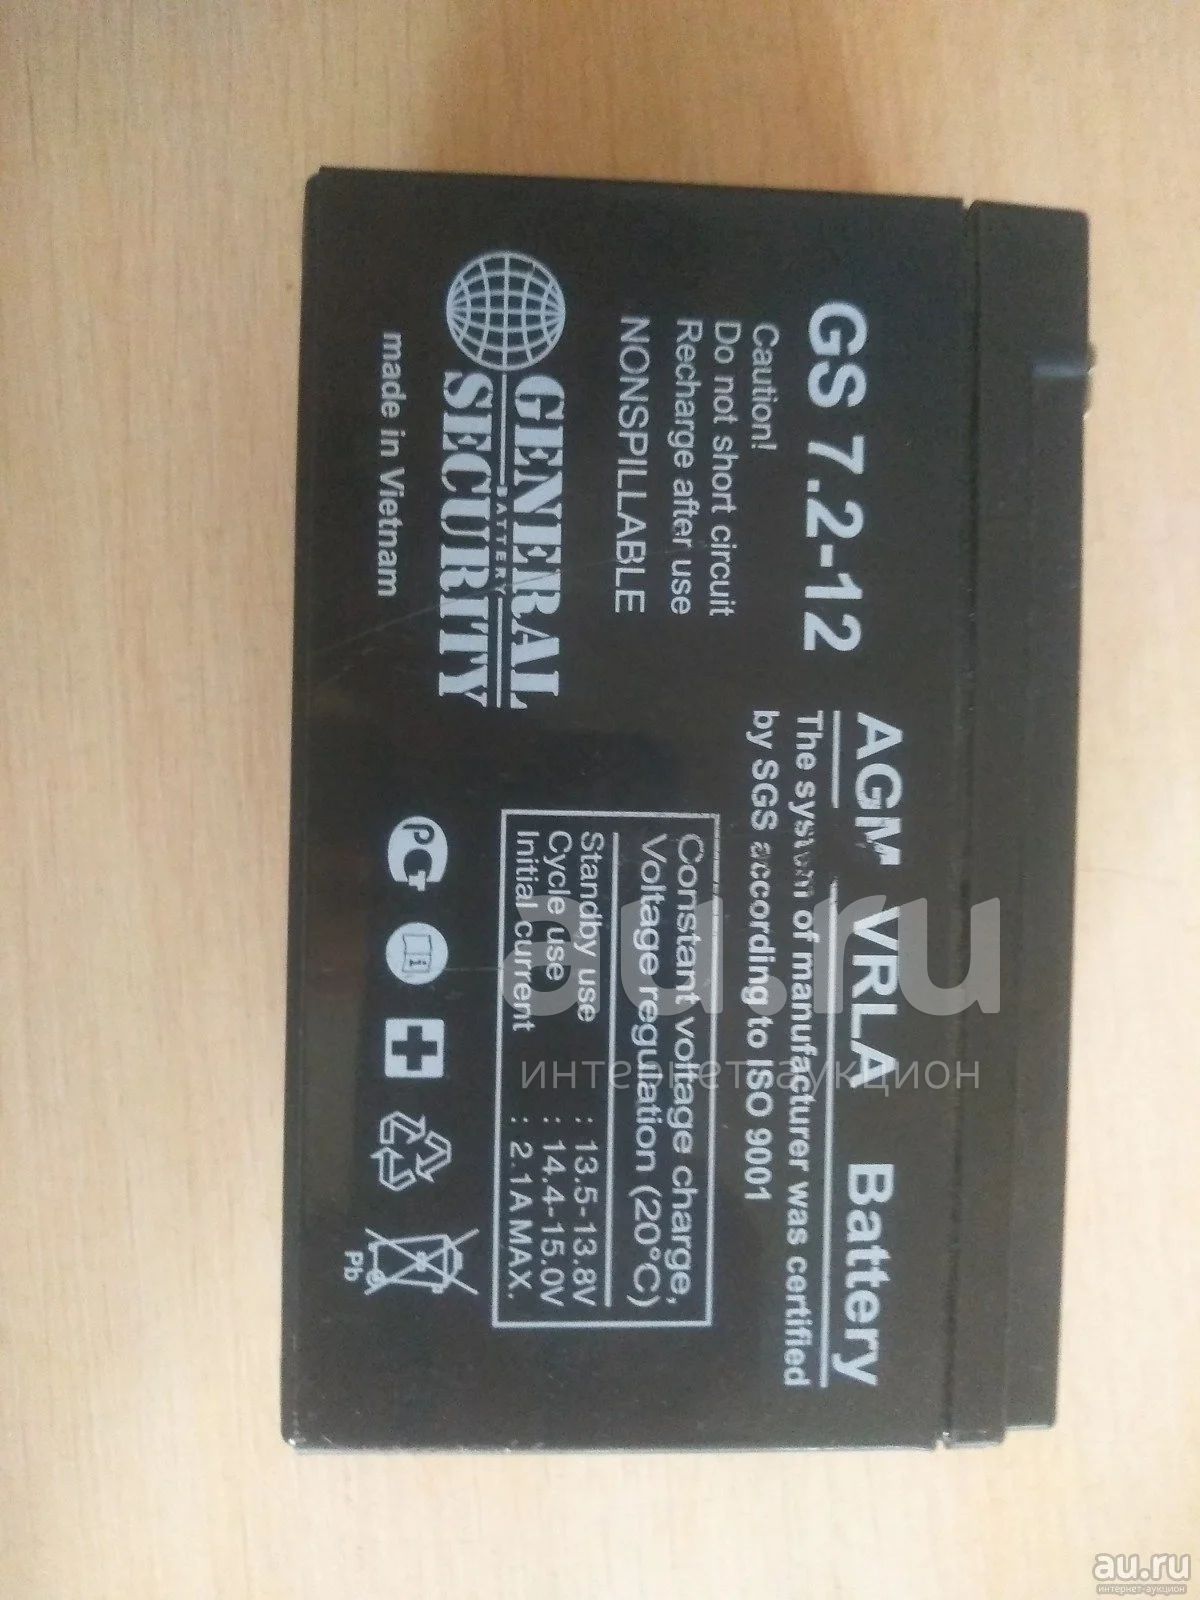 GS 7.2-12
Caution!
Do not short circuit
Recharge after use
NONSPILLABLE
GENERAL
BATTERY
SECURITY
made in Vietnam
AGM VRLA Battery
The system of manufacturer was certified
by SGS according to ISO 9001
Constant voltage charge,
Voltage regulation (20°C)
Standby use : 13.5-13.8V
Cycle use : 14.4-15.0V
Initial current : 2.1A MAX.
РСт
i
Pb
au.ru
интернет-аукцион
au.ru
интернет-аукцион